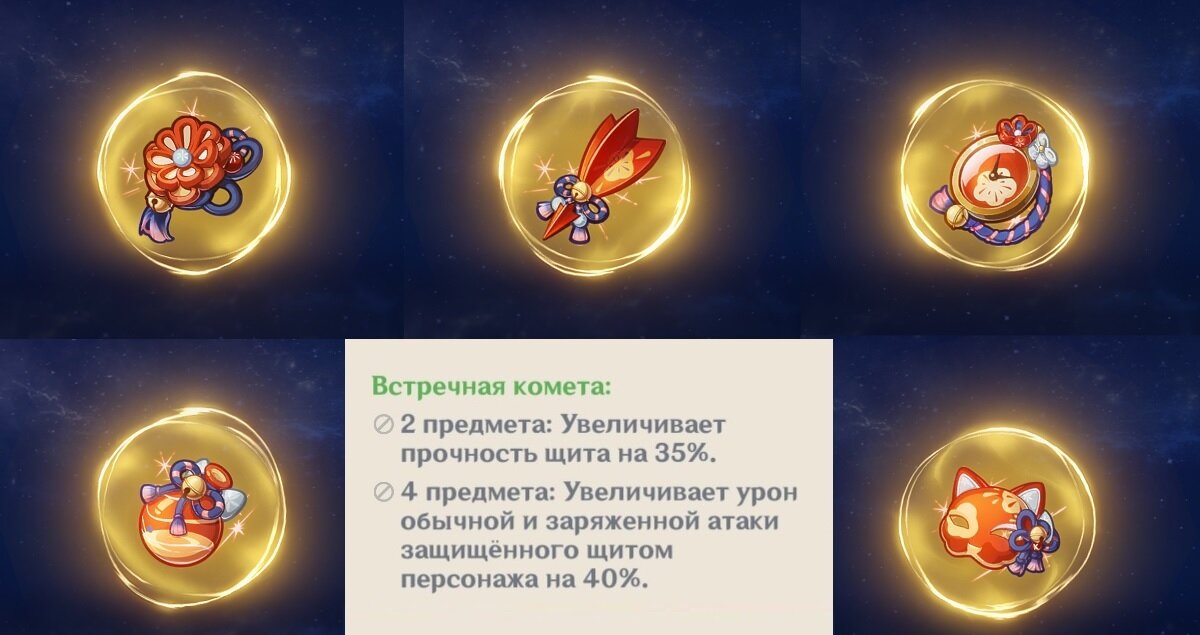 Встречная комета:
2 предмета: Увеличивает
прочность щита на 35%.
4 предмета: Увеличивает урон
обычной и заряженной атаки
защищённого щитом
персонажа на 40%.